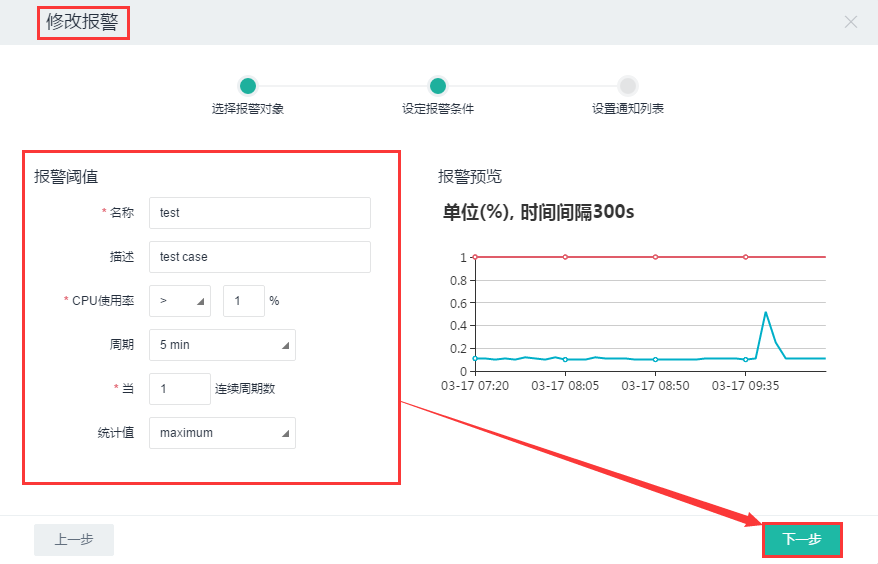 修改报警
选择报警对象
设定报警条件
设置通知列表
报警阈值
* 名称 test
描述 test case
* CPU使用率 > 1 %
周期 5 min
* 当 1 连续周期数
统计值 maximum
报警预览
单位(%), 时间间隔300s
1
0.8
0.6
0.4
0.2
0
03-17 07:20 03-17 08:05 03-17 08:50 03-17 09:35
上一步
下一步